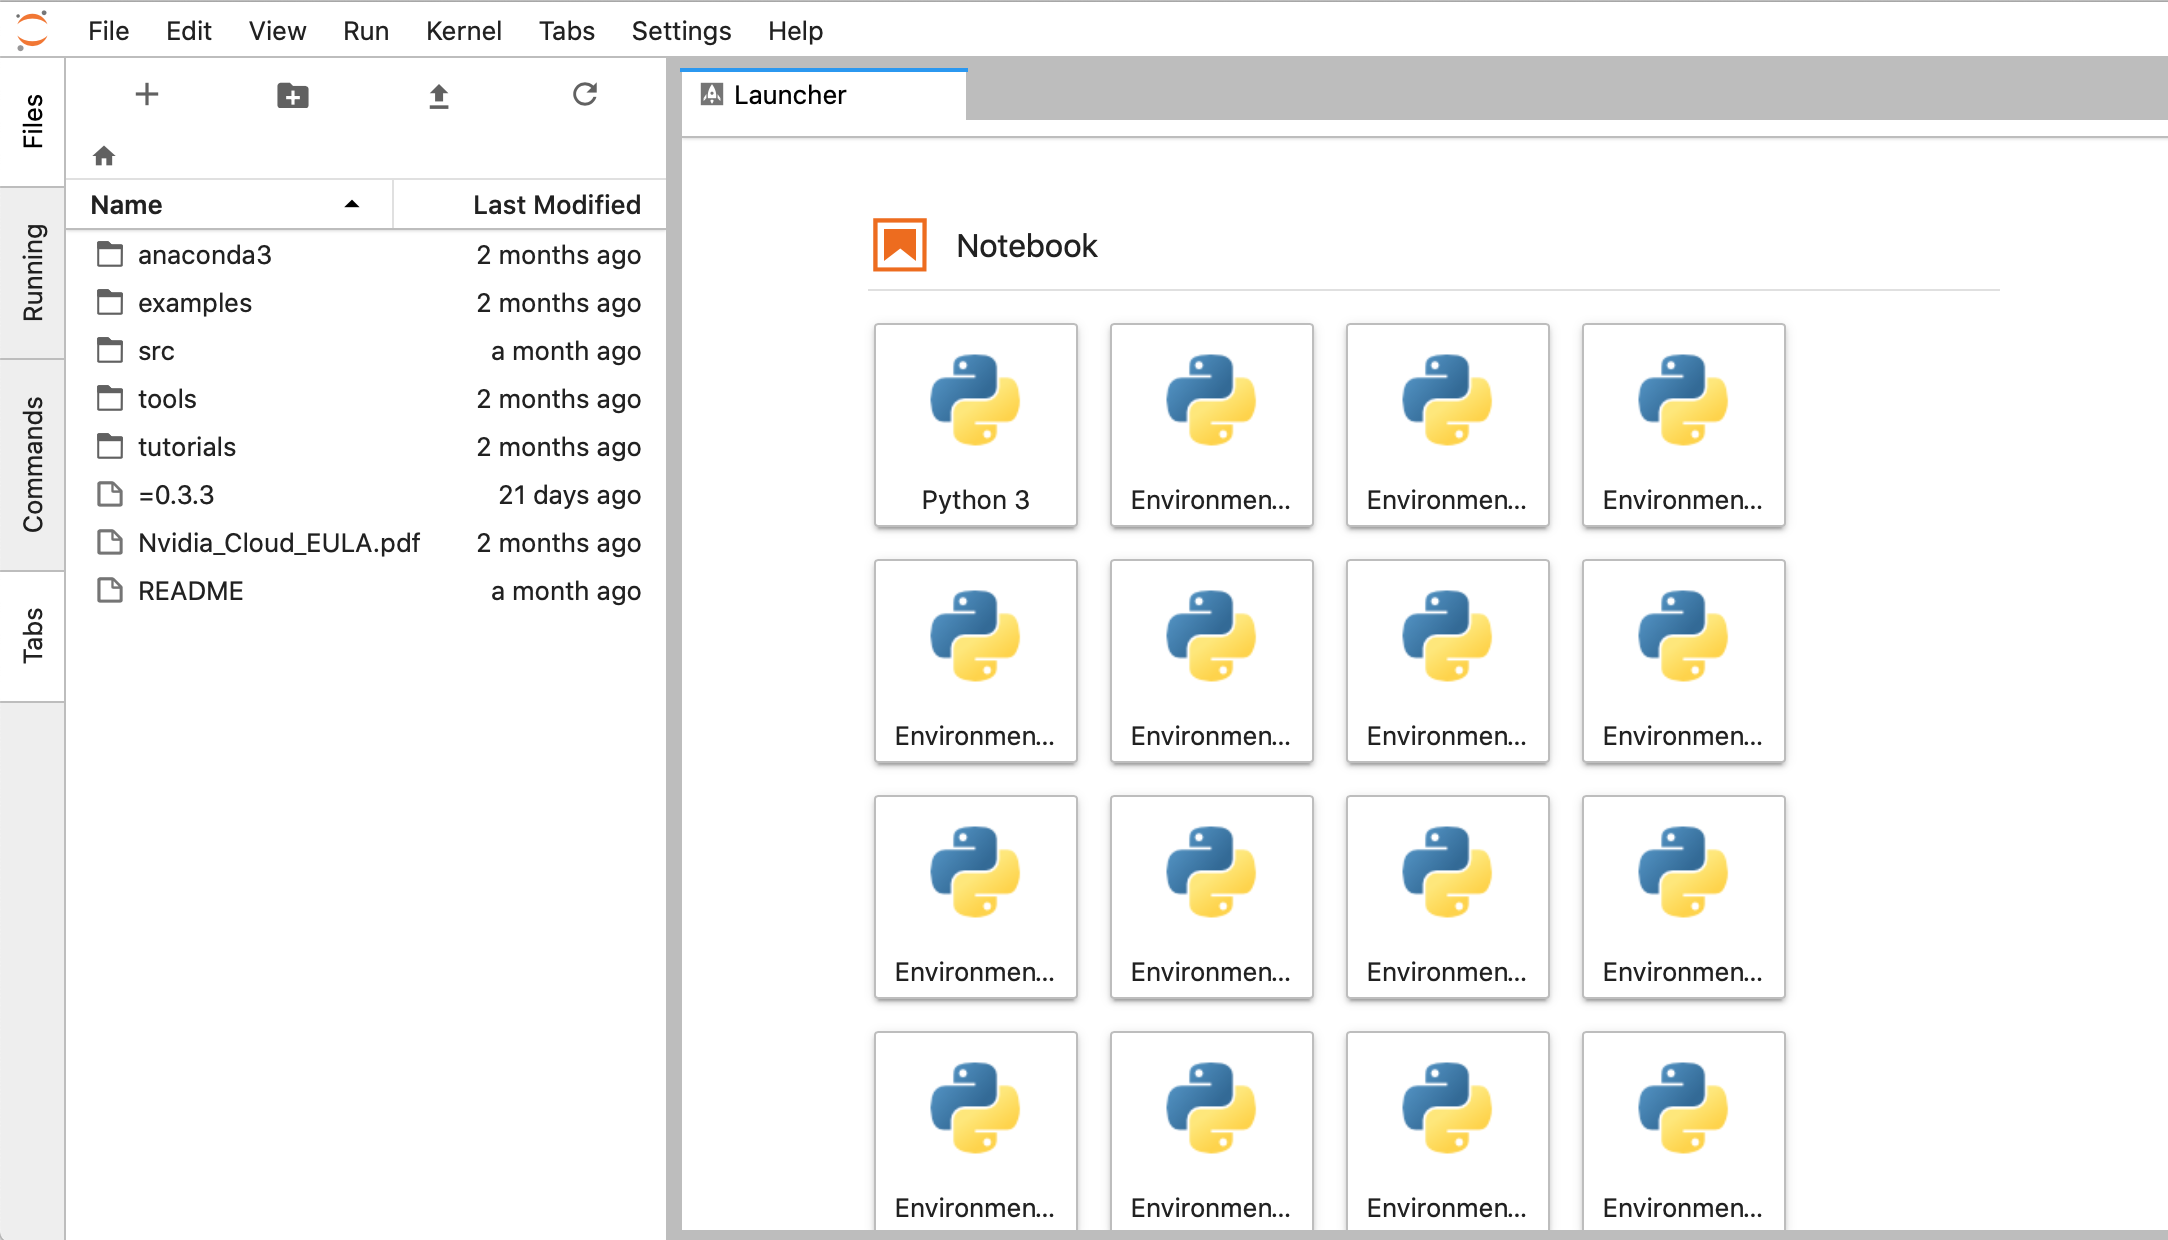 File Edit View Run Kernel Tabs Settings Help
Files
Running
Commands
Tabs
Name Last Modified
anaconda3 2 months ago
examples 2 months ago
src a month ago
tools 2 months ago
tutorials 2 months ago
=0.3.3 21 days ago
Nvidia_Cloud_EULA.pdf 2 months ago
README a month ago
Launcher
Notebook
Python 3 Environmen... Environmen... Environmen...
Environmen... Environmen... Environmen... Environmen...
Environmen... Environmen... Environmen... Environmen...
Environmen... Environmen... Environmen... Environmen...